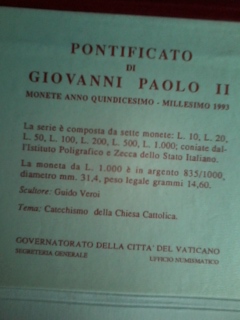 PONTIFICATO
DI
GIOVANNI PAOLO II
MONETE ANNO QUINDICESIMO - MILLESIMO 1993
La serie è composta da sette monete: L. 10, L. 20,
L. 50, L. 100, L. 200, L. 500, L. 1.000; coniate dal-
l'Istituto Poligrafico e Zecca dello Stato Italiano.
La moneta da L. 1.000 è in argento 835/1000,
diametro mm. 31,4, peso legale grammi 14,60.
Scultore: Guido Veroi
Tema: Catechismo della Chiesa Cattolica.
GOVERNATORATO DELLA CITTA' DEL VATICANO
SEGRETERIA GENERALE UFFICIO NUMISMATICO